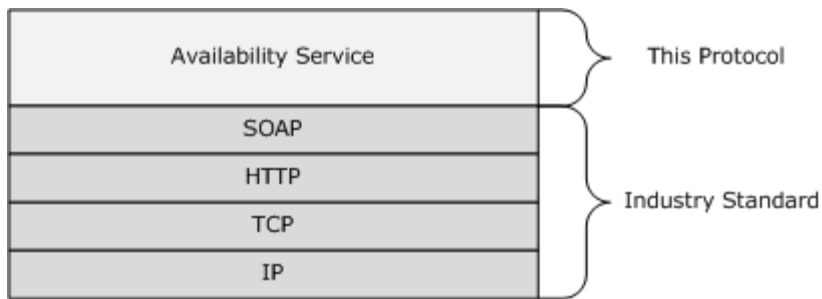 Availability Service
This Protocol
SOAP
HTTP
TCP
IP
Industry Standard